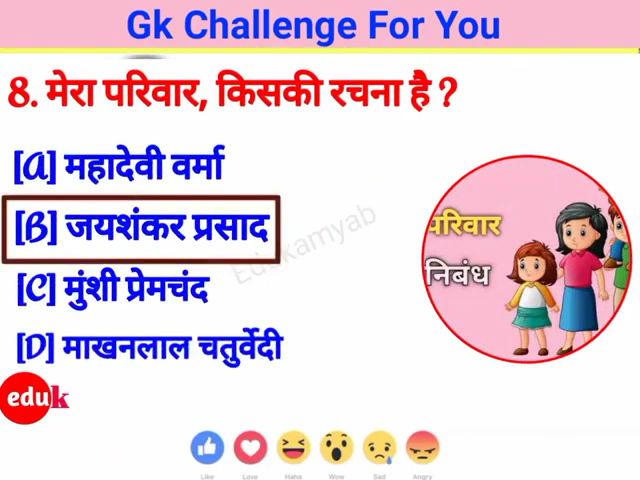 Gk Challenge For You
8. मेरा परिवार, किसकी रचना है ?
[A] महादेवी वर्मा
[B] जयशंकर प्रसाद
[C] मुंशी प्रेमचंद
[D] माखनलाल चतुर्वेदी
परिवार
निबंध
Edukamyab
eduk
Like Love Haha Wow Sad Angry